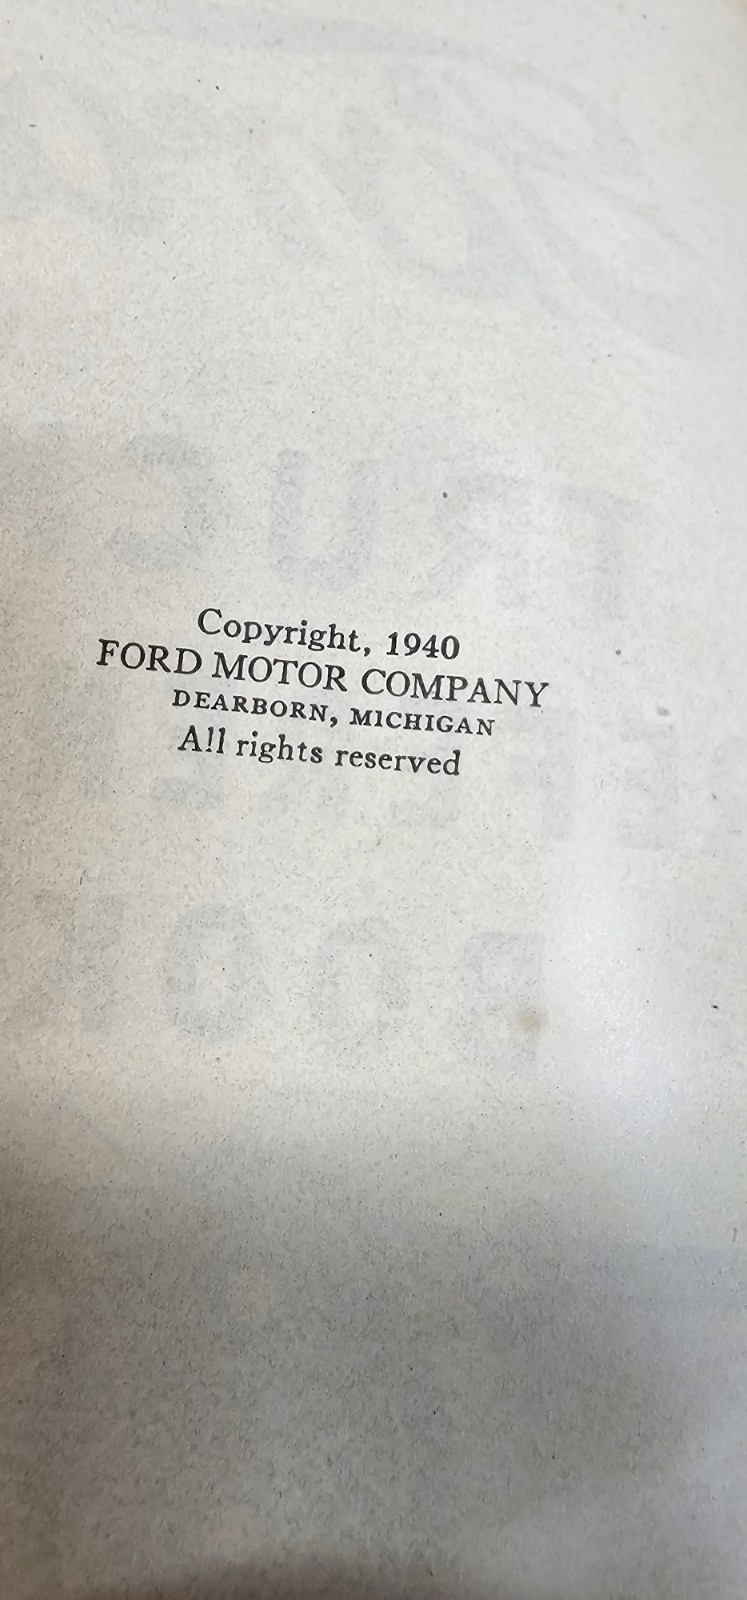 Copyright, 1940
FORD MOTOR COMPANY
DEARBORN, MICHIGAN
All rights reserved